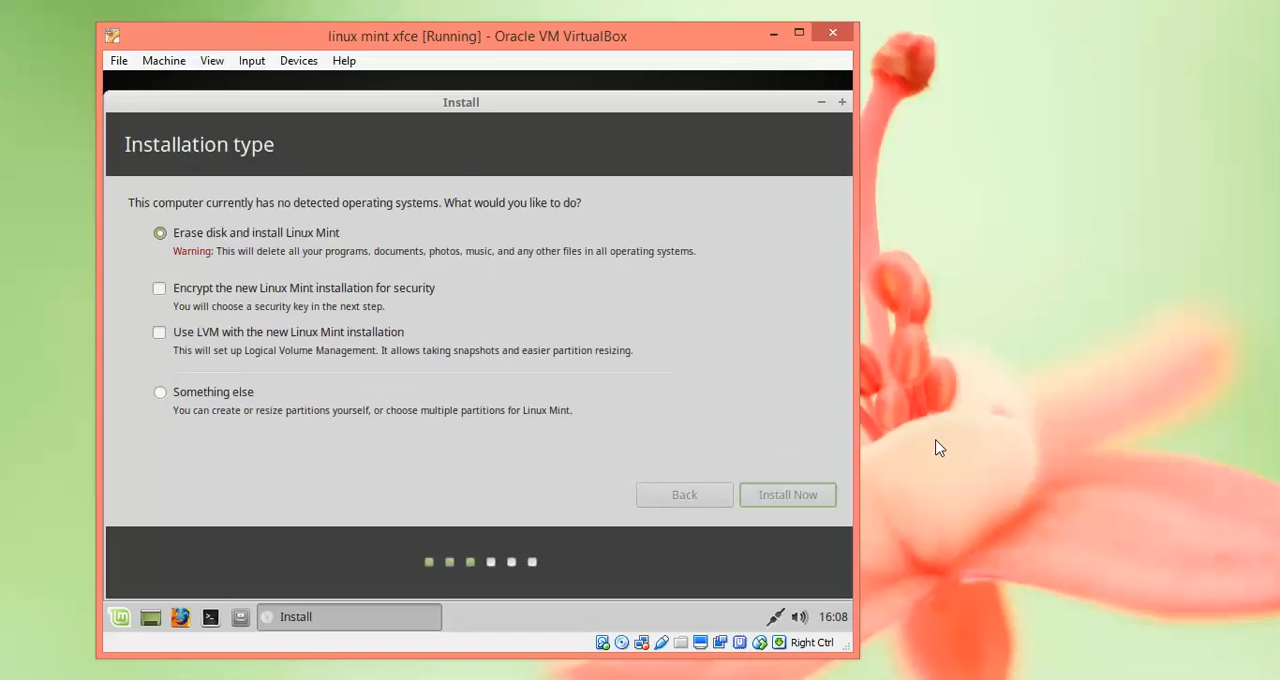 linux mint xfce [Running] - Oracle VM VirtualBox
File Machine View Input Devices Help
Install
Installation type
This computer currently has no detected operating systems. What would you like to do?
Erase disk and install Linux Mint
Warning: This will delete all your programs, documents, photos, music, and any other files in all operating systems.
Encrypt the new Linux Mint installation for security
You will choose a security key in the next step.
Use LVM with the new Linux Mint installation
This will set up Logical Volume Management. It allows taking snapshots and easier partition resizing.
Something else
You can create or resize partitions yourself, or choose multiple partitions for Linux Mint.
Back Install Now
Install 16:08
Right Ctrl